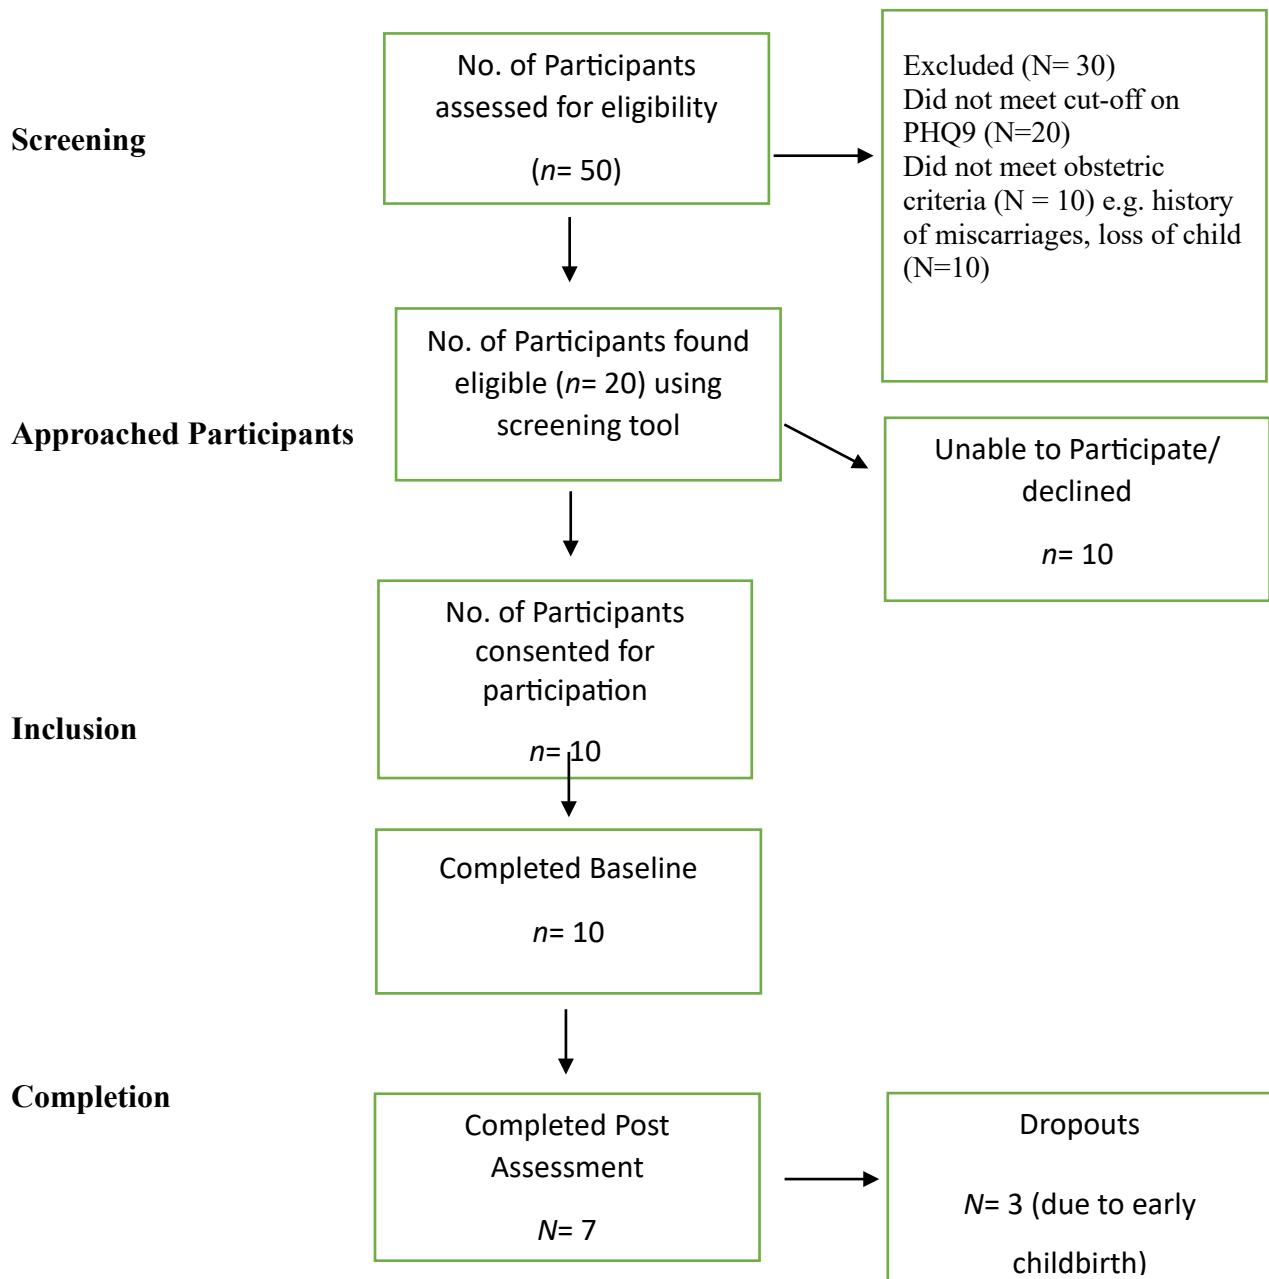 Screening
No. of Participants
assessed for eligibility
(n= 50)
Excluded (N= 30)
Did not meet cut-off on
PHQ9 (N=20)
Did not meet obstetric
criteria (N = 10) e.g. history
of miscarriages, loss of child
(N=10)
Approached Participants
No. of Participants found
eligible (n= 20) using
screening tool
Unable to Participate/
declined
n= 10
Inclusion
No. of Participants
consented for
participation
n= 10
Completed Baseline
n= 10
Completion
Completed Post
Assessment
N= 7
Dropouts
N= 3 (due to early
childbirth)